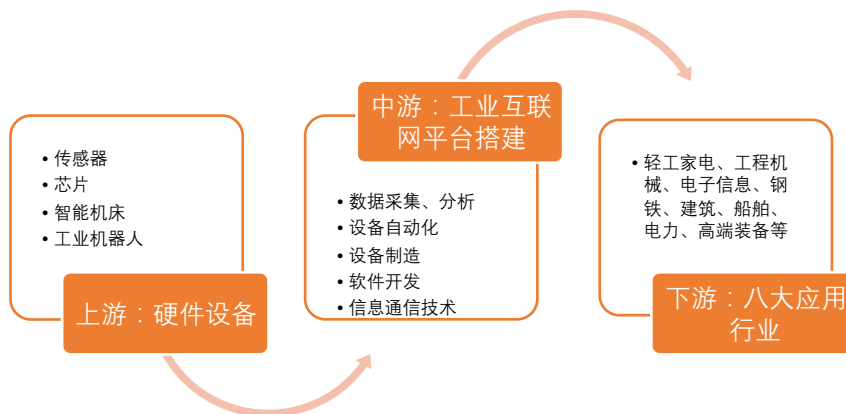 • 传感器
• 芯片
• 智能机床
• 工业机器人
上游：硬件设备
中游：工业互联
网平台搭建
• 数据采集、分析
• 设备自动化
• 设备制造
• 软件开发
• 信息通信技术
• 轻工家电、工程机
械、电子信息、钢
铁、建筑、船舶、
电力、高端装备等
下游：八大应用
行业